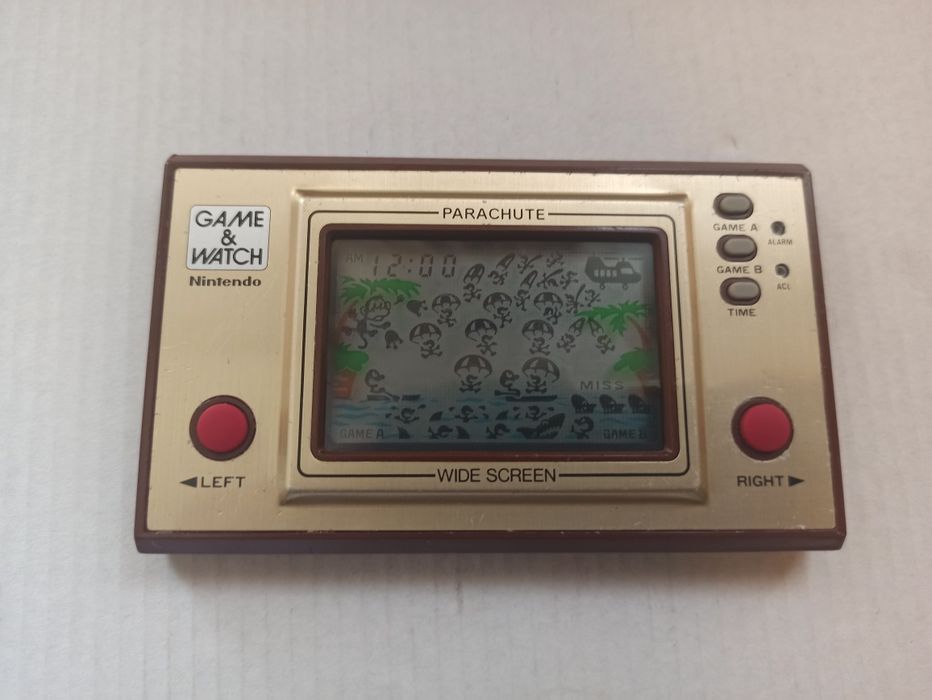 GAME
&
WATCH
Nintendo
PARACHUTE
AM 12:00
MISS
GAME A
GAME B
WIDE SCREEN
◀LEFT
RIGHT▶
GAME A
ALARM
GAME B
ACL
TIME